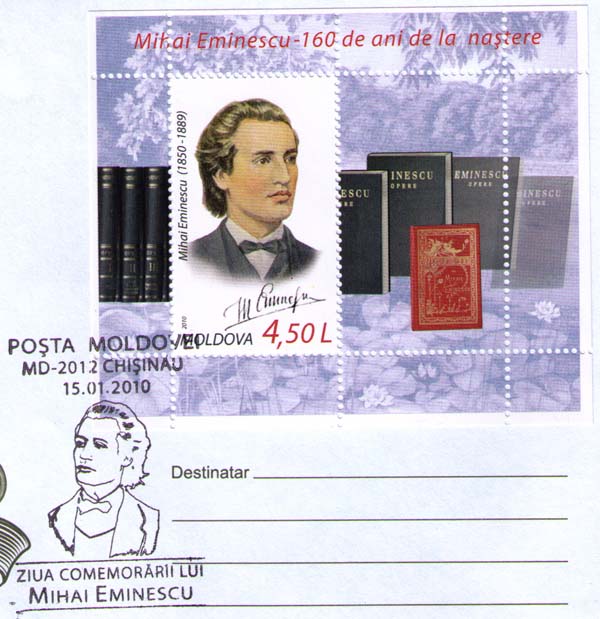 Mihai Eminescu-160 de ani de la naştere
Mihai Eminescu (1850-1889)
EMINESCU
OPERE
EMINESCU
OPERE
M Eminescu
2010
MOLDOVA 4,50 L
POŞTA MOLDOVEI
MD-2012 CHIŞINĂU
15.01.2010
Destinatar
ZIUA COMEMORĂRII LUI
MIHAI EMINESCU